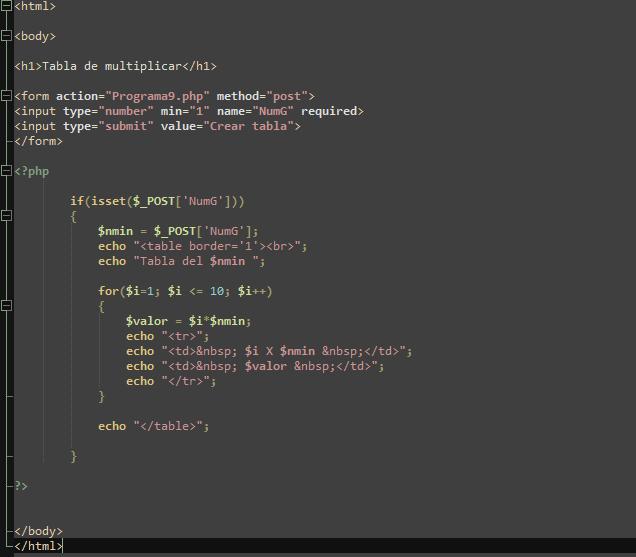 <html>
<body>
<h1>Tabla de multiplicar</h1>
<form action="Programa9.php" method="post">
<input type="number" min="1" name="NumG" required>
<input type="submit" value="Crear tabla">
</form>
<?php
if(isset($_POST['NumG']))
{
$nmin = $_POST['NumG'];
echo "<table border='1'><br>";
echo "Tabla del $nmin ";
for($i=1; $i <= 10; $i++)
{
$valor = $i*$nmin;
echo "<tr>";
echo "<td>&nbsp; $i X $nmin &nbsp;</td>";
echo "<td>&nbsp; $valor &nbsp;</td>";
echo "</tr>";
}
echo "</table>";
}
?>
</body>
</html>